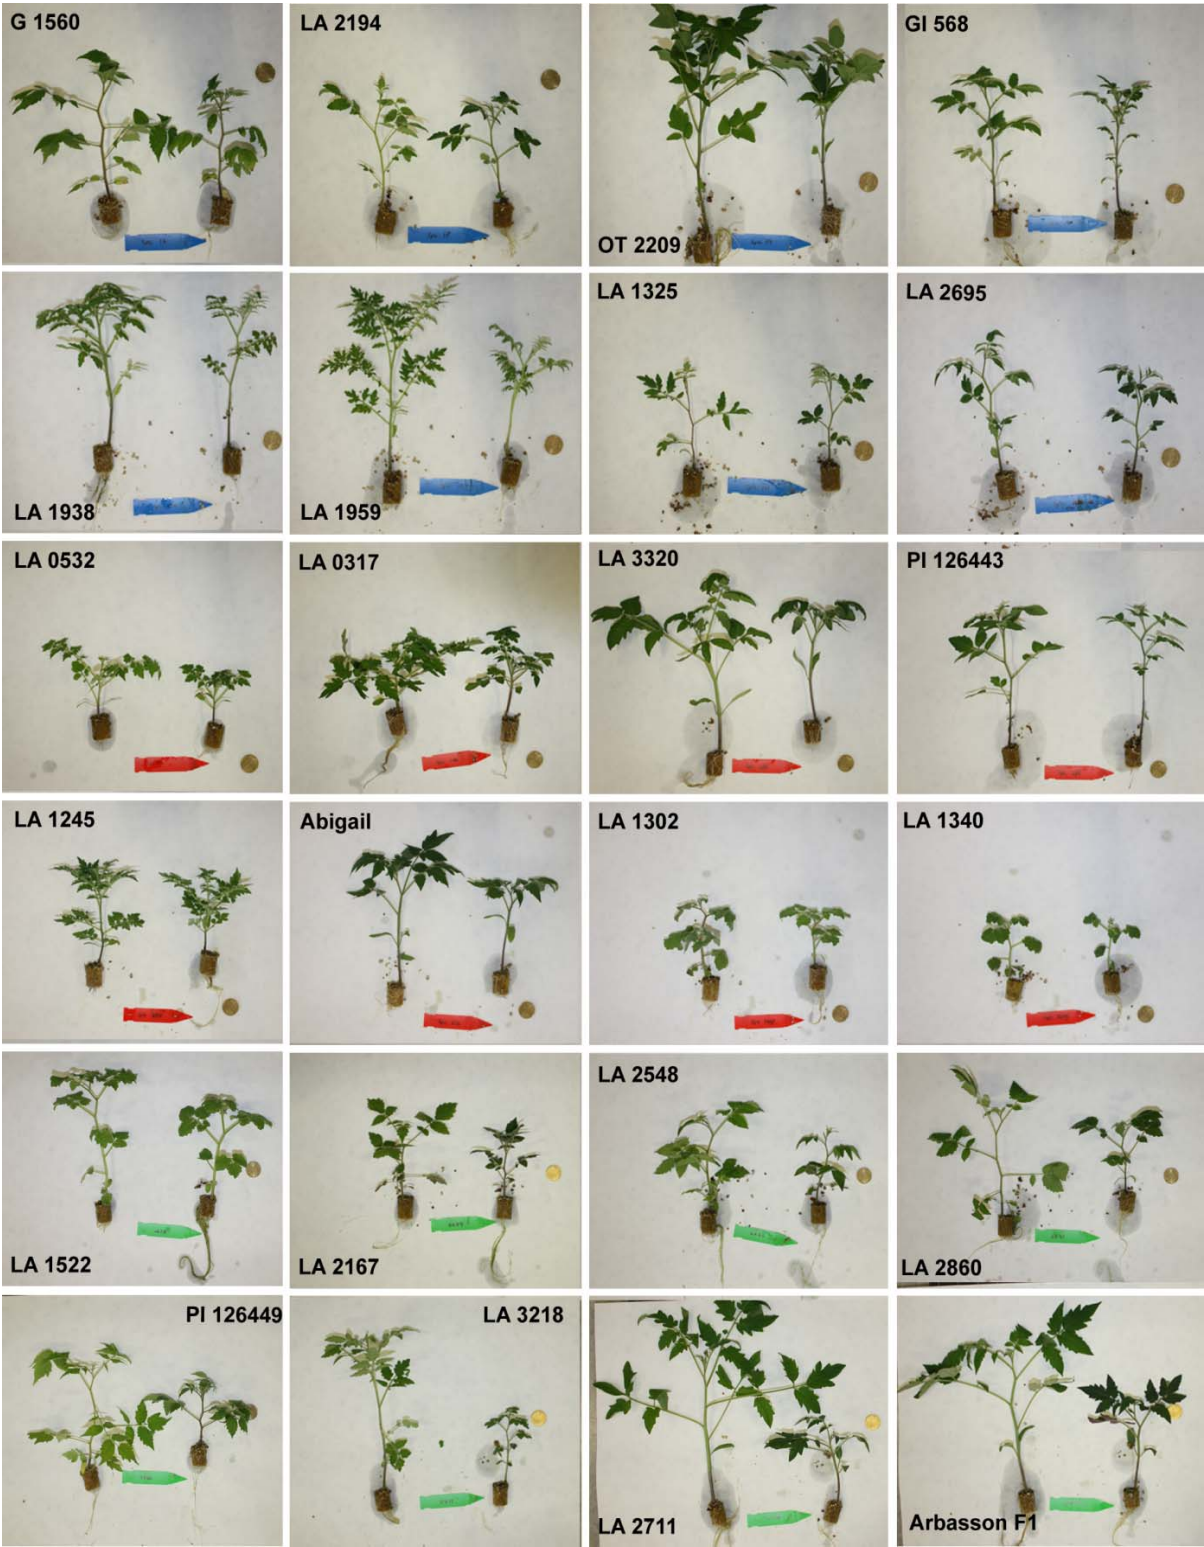 G 1560
LA 2194
OT 2209
GI 568
LA 1938
LA 1959
LA 1325
LA 2695
LA 0532
LA 0317
LA 3320
PI 126443
LA 1245
Abigail
LA 1302
LA 1340
LA 1522
LA 2167
LA 2548
LA 2860
PI 126449
LA 3218
LA 2711
Arbasson F1